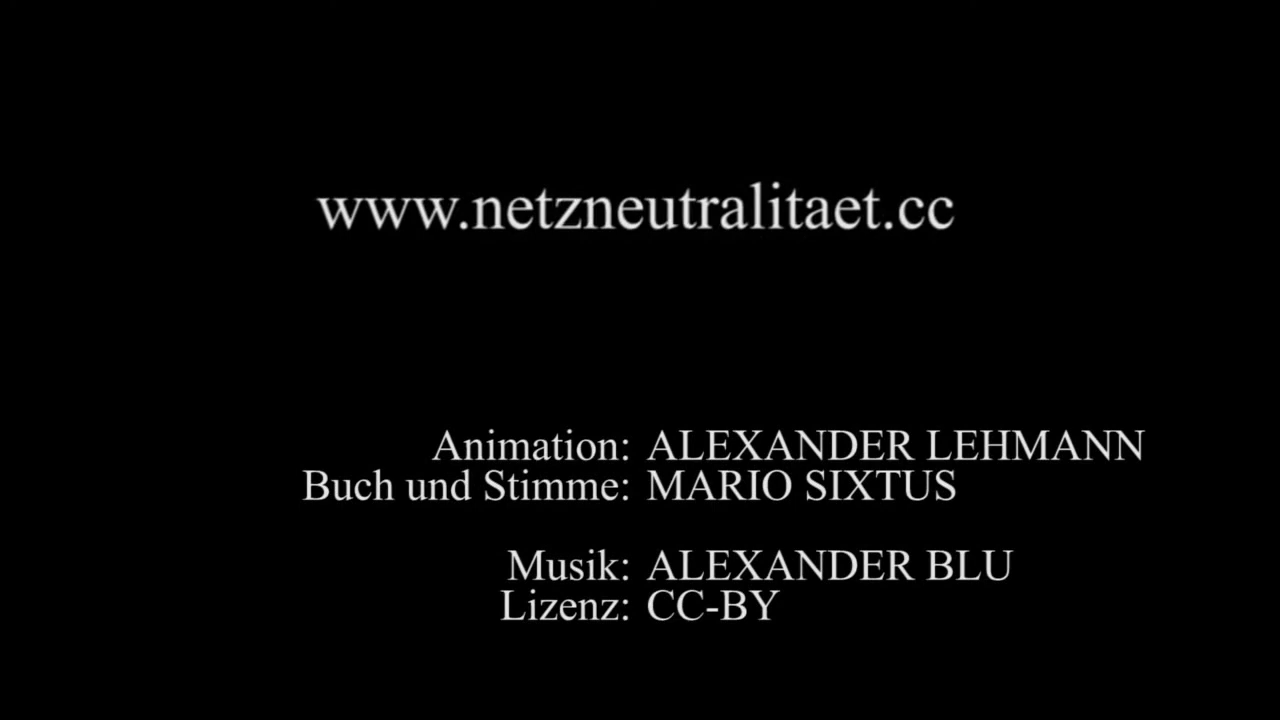 www.netzneutralitaet.cc
Animation: ALEXANDER LEHMANN
Buch und Stimme: MARIO SIXTUS
Musik: ALEXANDER BLU
Lizenz: CC-BY